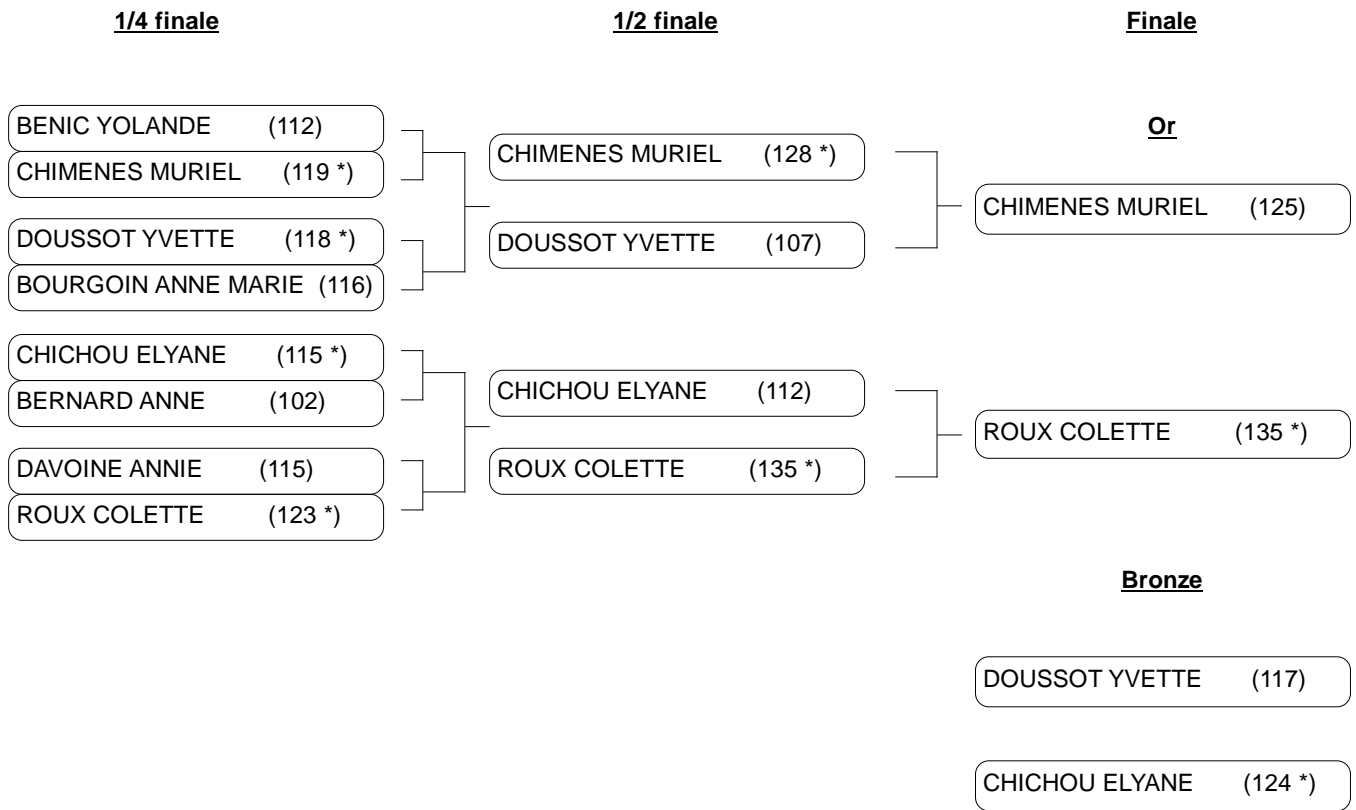 1/4 finale
1/2 finale
Finale
BENIC YOLANDE (112)
CHIMENES MURIEL (119 *)
DOUSSOT YVETTE (118 *)
BOURGOIN ANNE MARIE (116)
CHICHOU ELYANE (115 *)
BERNARD ANNE (102)
DAVOINE ANNIE (115)
ROUX COLETTE (123 *)
CHIMENES MURIEL (128 *)
DOUSSOT YVETTE (107)
CHICHOU ELYANE (112)
ROUX COLETTE (135 *)
Or
CHIMENES MURIEL (125)
ROUX COLETTE (135 *)
Bronze
DOUSSOT YVETTE (117)
CHICHOU ELYANE (124 *)